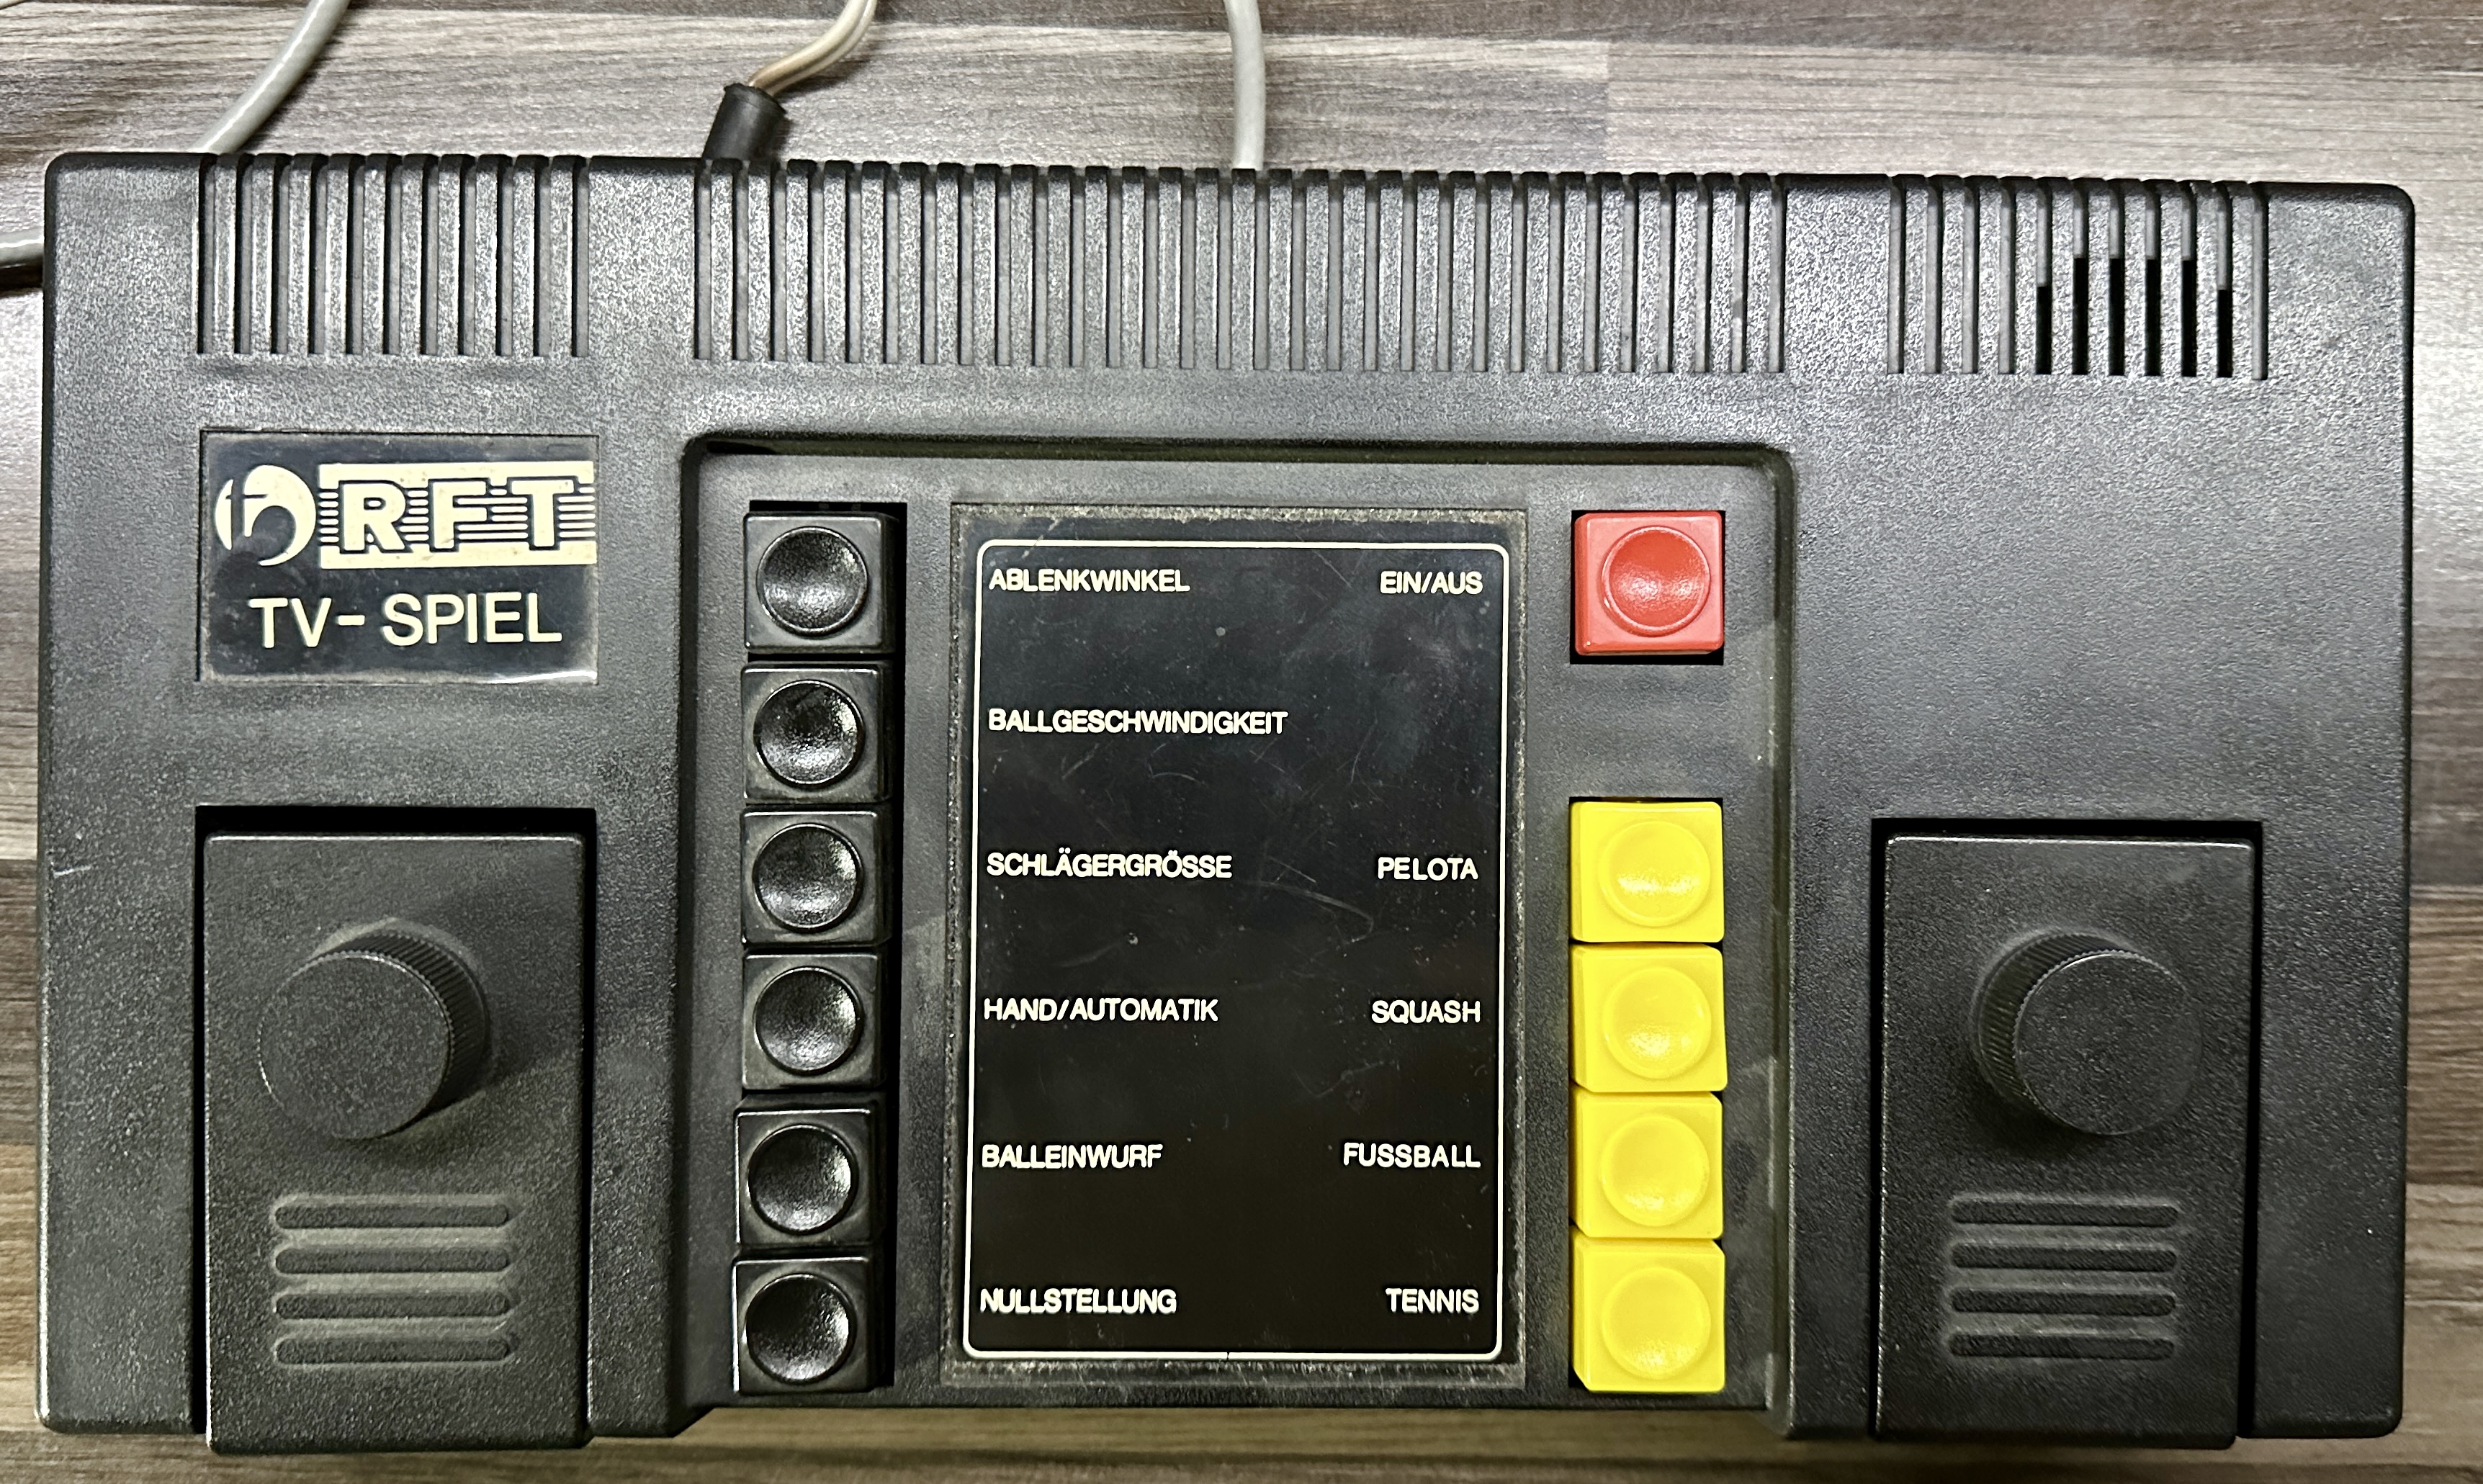 RFT
TV- SPIEL
ABLENKWINKEL EIN/AUS
BALLGESCHWINDIGKEIT
SCHLÄGERGRÖSSE PELOTA
HAND/AUTOMATIK SQUASH
BALLEINWURF FUSSBALL
NULLSTELLUNG TENNIS